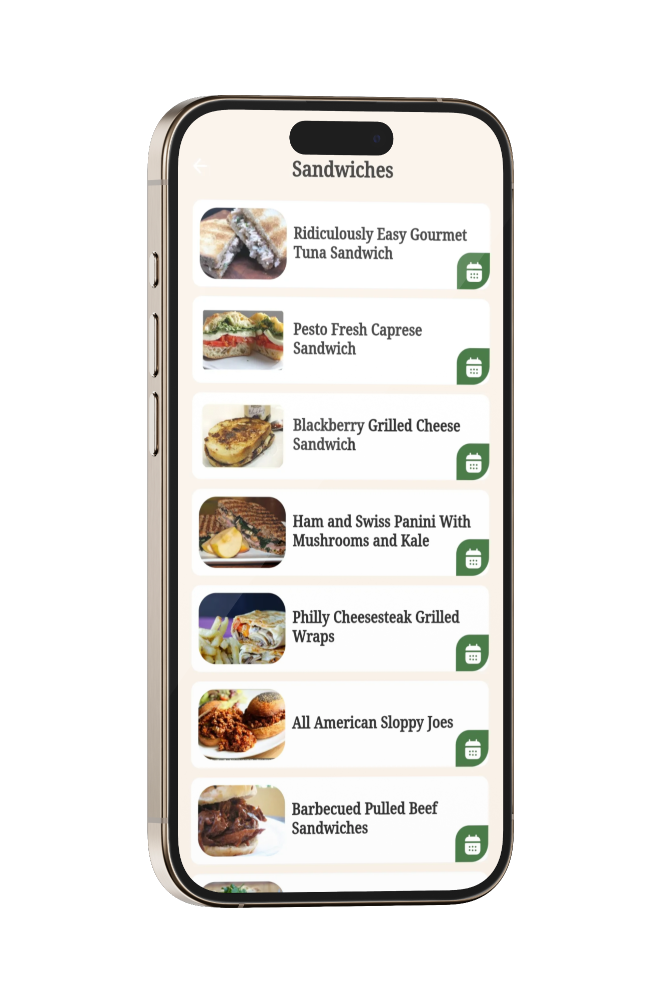 Sandwiches
Ridiculously Easy Gourmet
Tuna Sandwich
Pesto Fresh Caprese
Sandwich
Blackberry Grilled Cheese
Sandwich
Ham and Swiss Panini With
Mushrooms and Kale
Philly Cheesesteak Grilled
Wraps
All American Sloppy Joes
Barbecued Pulled Beef
Sandwiches